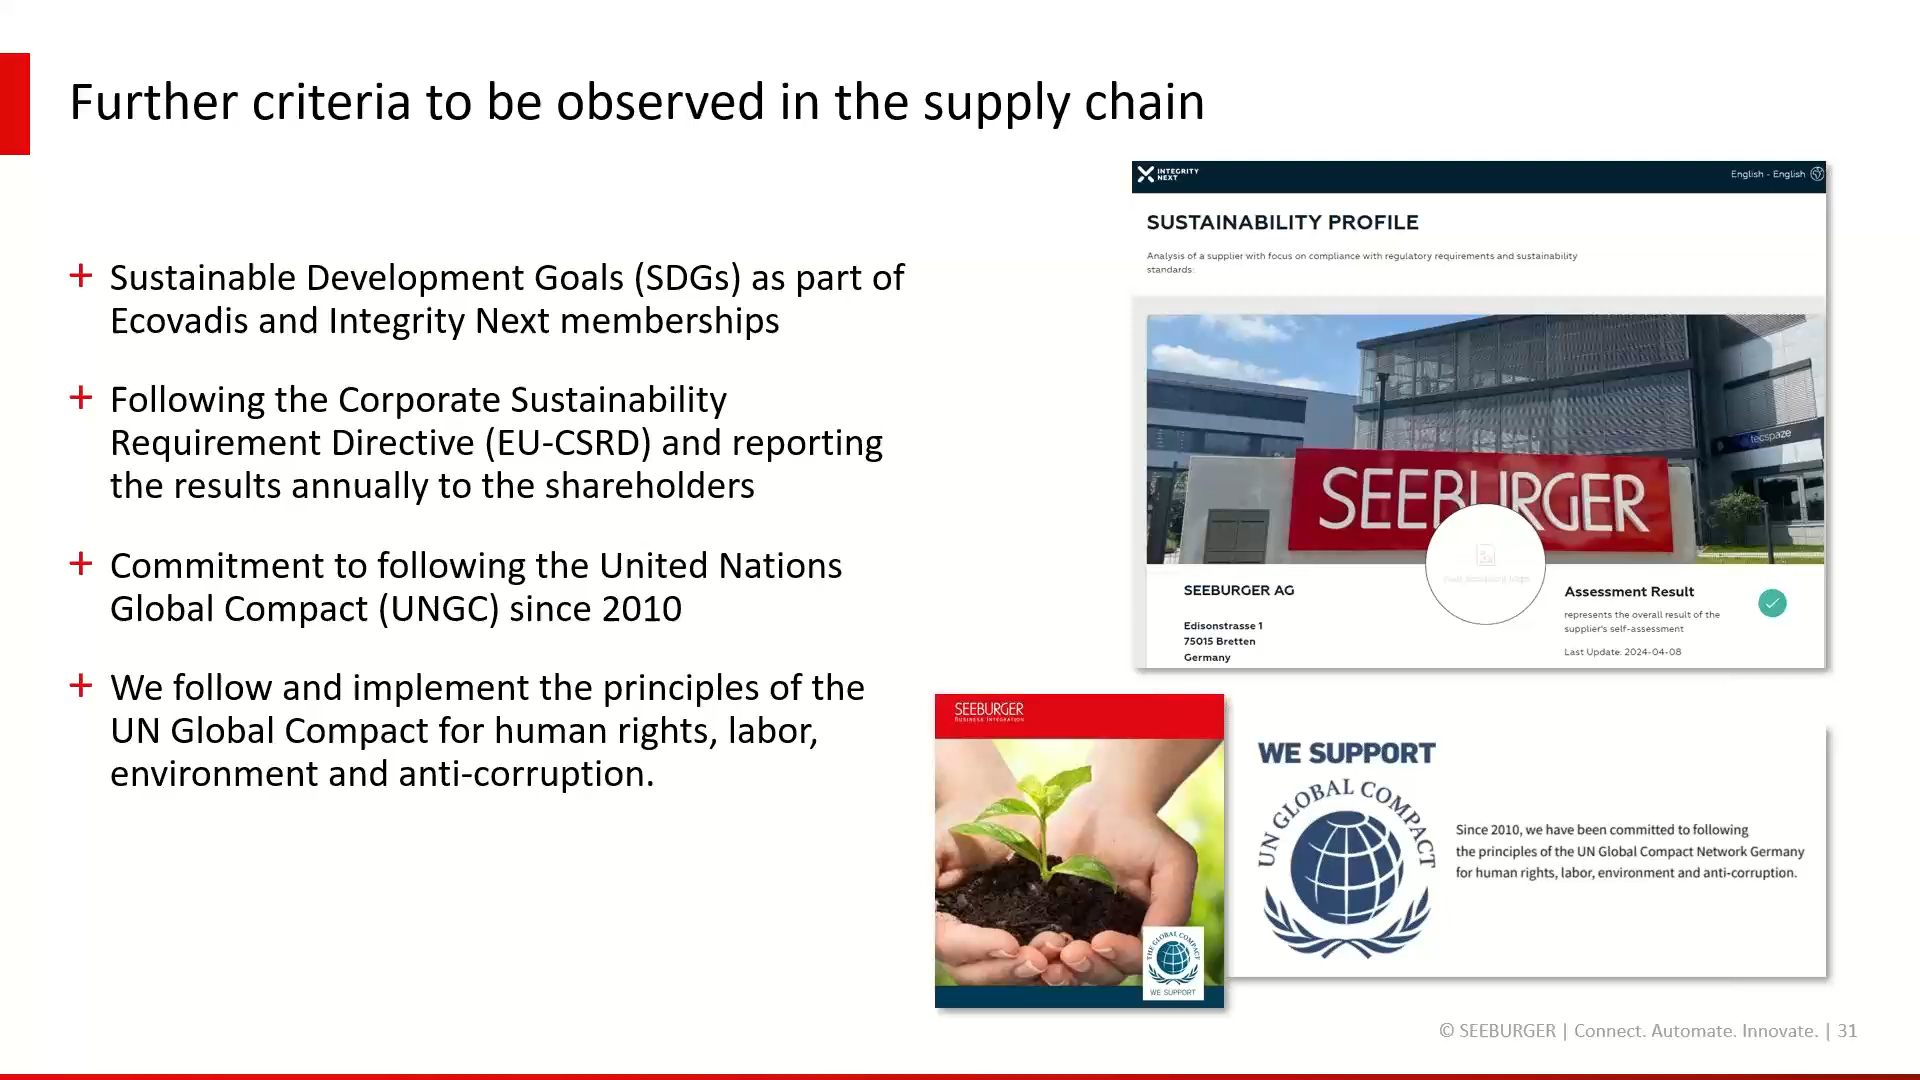 Further criteria to be observed in the supply chain
+ Sustainable Development Goals (SDGs) as part of
Ecovadis and Integrity Next memberships
+ Following the Corporate Sustainability
Requirement Directive (EU-CSRD) and reporting
the results annually to the shareholders
+ Commitment to following the United Nations
Global Compact (UNGC) since 2010
+ We follow and implement the principles of the
UN Global Compact for human rights, labor,
environment and anti-corruption.
INTEGRITY
NEXT
English - English
SUSTAINABILITY PROFILE
Analysis of a supplier with focus on compliance with regulatory requirements and sustainability
standards:
tecspaze
SEEBURGER
SEEBURGER AG
Edisonstrasse 1
75015 Bretten
Germany
Assessment Result
represents the overall result of the
supplier's self-assessment
Last Update: 2024-04-08
SEEBURGER
BUSINESS INTEGRATION
THE GLOBAL COMPACT
WE SUPPORT
WE SUPPORT
UN GLOBAL COMPACT
Since 2010, we have been committed to following
the principles of the UN Global Compact Network Germany
for human rights, labor, environment and anti-corruption.
© SEEBURGER | Connect. Automate. Innovate. | 31